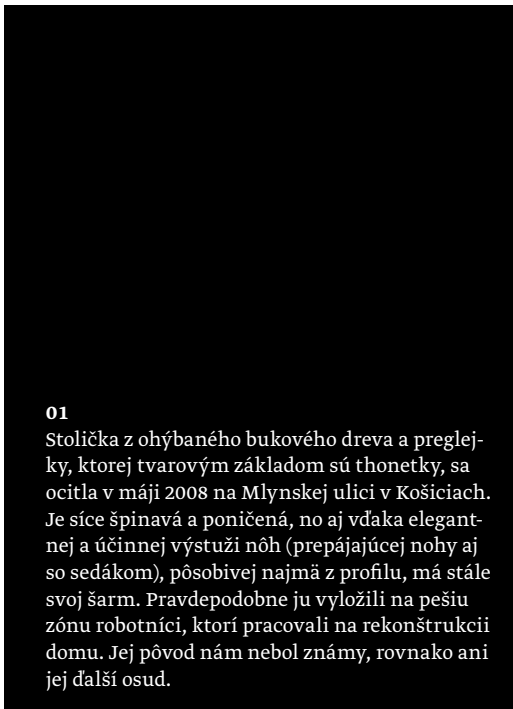 01
Stolička z ohýbaného bukového dreva a preglej-
ky, ktorej tvarovým základom sú thonetky, sa
ocitla v máji 2008 na Mlynskej ulici v Košiciach.
Je síce špinavá a poničená, no aj vďaka elegant-
nej a účinnej výstuži nôh (prepájajúcej nohy aj
so sedákom), pôsobivej najmä z profilu, má stále
svoj šarm. Pravdepodobne ju vyložili na pešiu
zónu robotníci, ktorí pracovali na rekonštrukcii
domu. Jej pôvod nám nebol známy, rovnako ani
jej ďalší osud.